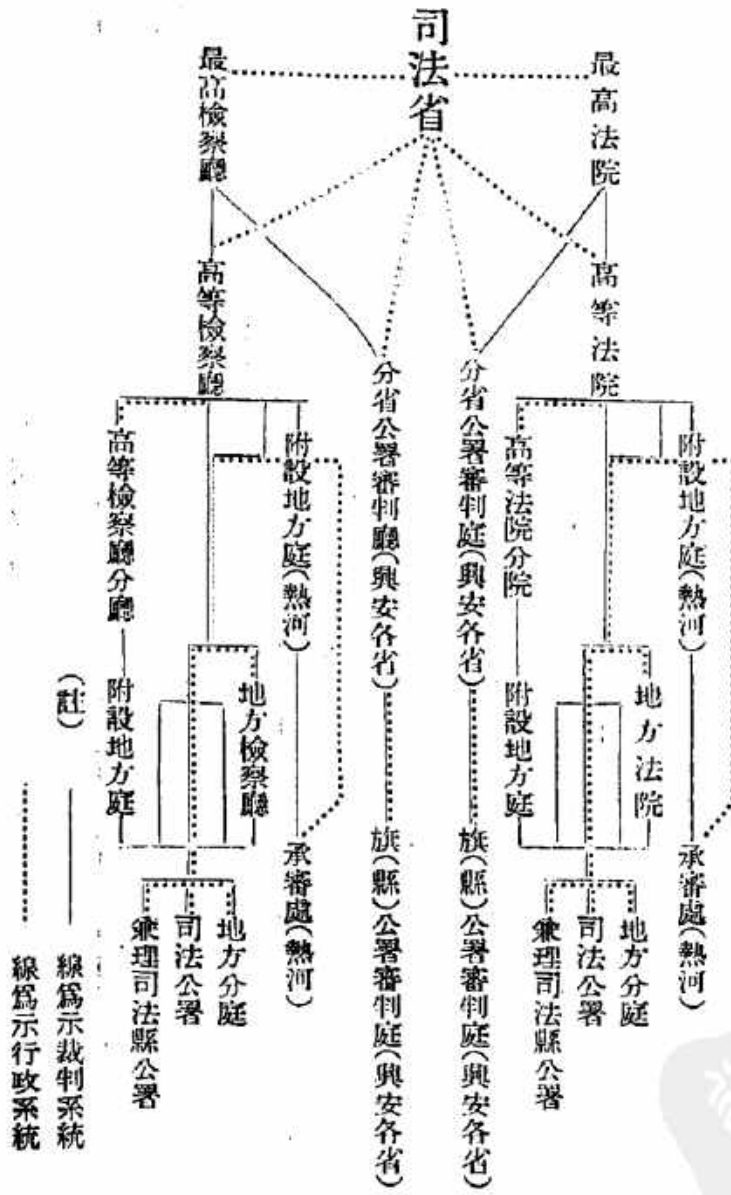 司法省
最高法院
最高檢察廳
高等法院
高等檢察廳
附設地方庭(熱河)
高等法院分院
分省公署審判庭(興安各省)
分省公署審判廳(興安各省)
附設地方庭(熱河)
高等檢察廳分廳
地方法院
附設地方庭
地方檢察廳
附設地方庭
承審處(熱河)
地方分庭
司法公署
兼理司法縣公署
旗(縣)公署審判庭(興安各省)
旗(縣)公署審判庭(興安各省)
承審處(熱河)
地方分庭
司法公署
兼理司法縣公署
(註)
線爲示裁判系統
線爲示行政系統